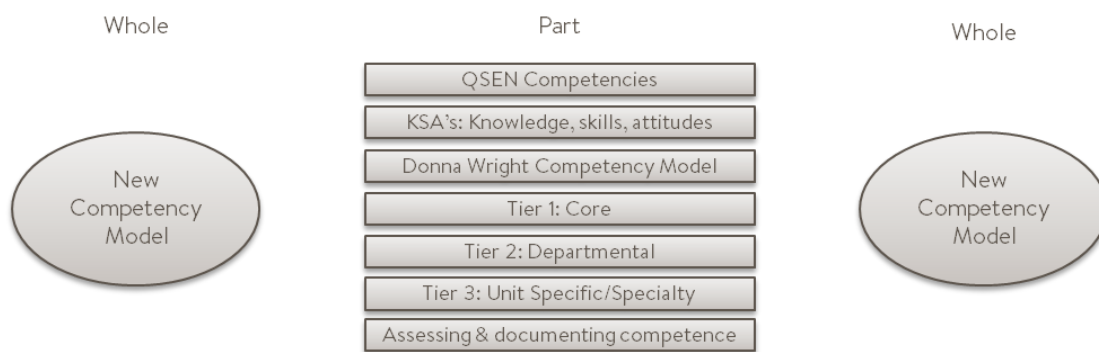 Whole
New
Competency
Model
Part
QSEN Competencies
KSA's: Knowledge, skills, attitudes
Donna Wright Competency Model
Tier 1: Core
Tier 2: Departmental
Tier 3: Unit Specific/Specialty
Assessing & documenting competence
Whole
New
Competency
Model